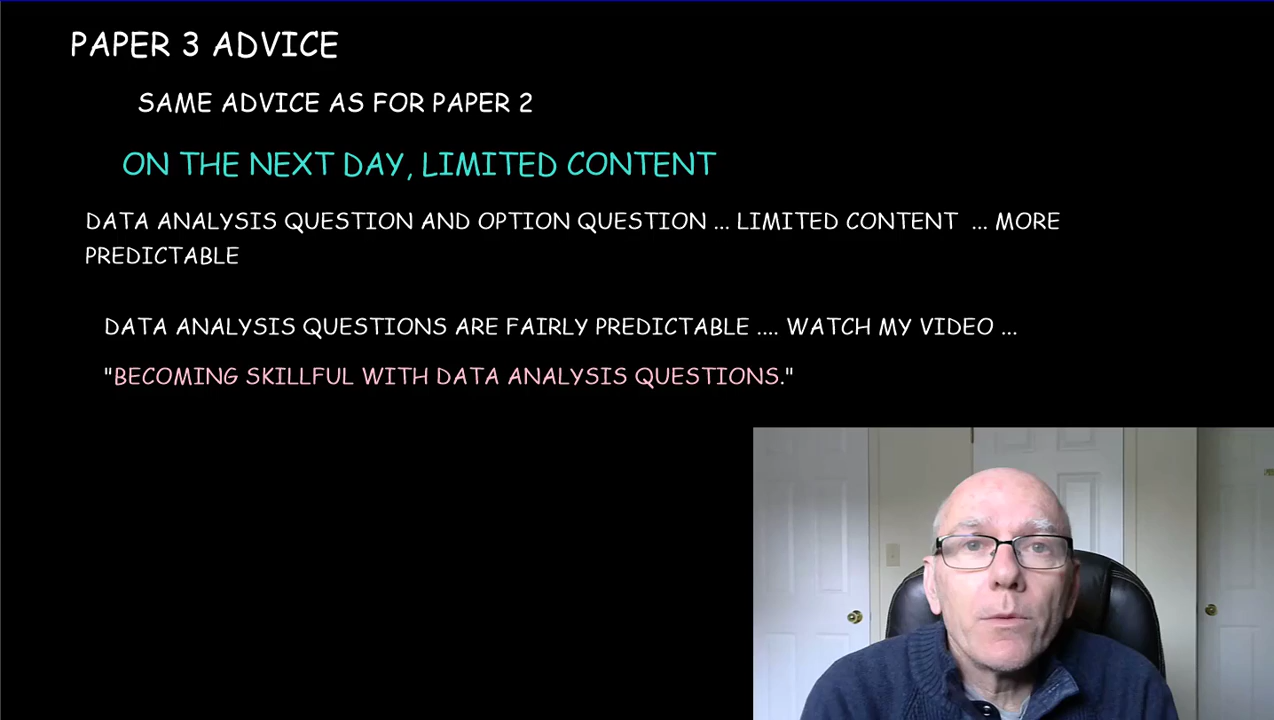 PAPER 3 ADVICE
SAME ADVICE AS FOR PAPER 2
ON THE NEXT DAY, LIMITED CONTENT
DATA ANALYSIS QUESTION AND OPTION QUESTION ... LIMITED CONTENT ... MORE
PREDICTABLE
DATA ANALYSIS QUESTIONS ARE FAIRLY PREDICTABLE .... WATCH MY VIDEO ...
"BECOMING SKILLFUL WITH DATA ANALYSIS QUESTIONS."